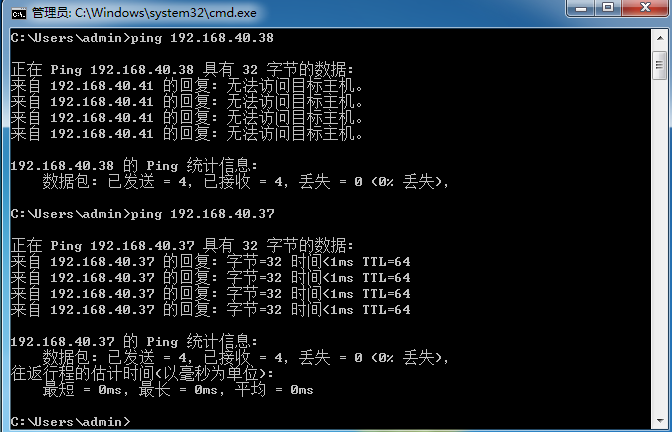 管理员: C:\Windows\system32\cmd.exe
C:\Users\admin>ping 192.168.40.38
正在 Ping 192.168.40.38 具有 32 字节的数据:
来自 192.168.40.41 的回复: 无法访问目标主机。
来自 192.168.40.41 的回复: 无法访问目标主机。
来自 192.168.40.41 的回复: 无法访问目标主机。
来自 192.168.40.41 的回复: 无法访问目标主机。
192.168.40.38 的 Ping 统计信息:
数据包: 已发送 = 4, 已接收 = 4, 丢失 = 0 (0% 丢失),
C:\Users\admin>ping 192.168.40.37
正在 Ping 192.168.40.37 具有 32 字节的数据:
来自 192.168.40.37 的回复: 字节=32 时间<1ms TTL=64
来自 192.168.40.37 的回复: 字节=32 时间<1ms TTL=64
来自 192.168.40.37 的回复: 字节=32 时间<1ms TTL=64
来自 192.168.40.37 的回复: 字节=32 时间<1ms TTL=64
192.168.40.37 的 Ping 统计信息:
数据包: 已发送 = 4, 已接收 = 4, 丢失 = 0 (0% 丢失),
往返行程的估计时间(以毫秒为单位):
最短 = 0ms, 最长 = 0ms, 平均 = 0ms
C:\Users\admin>